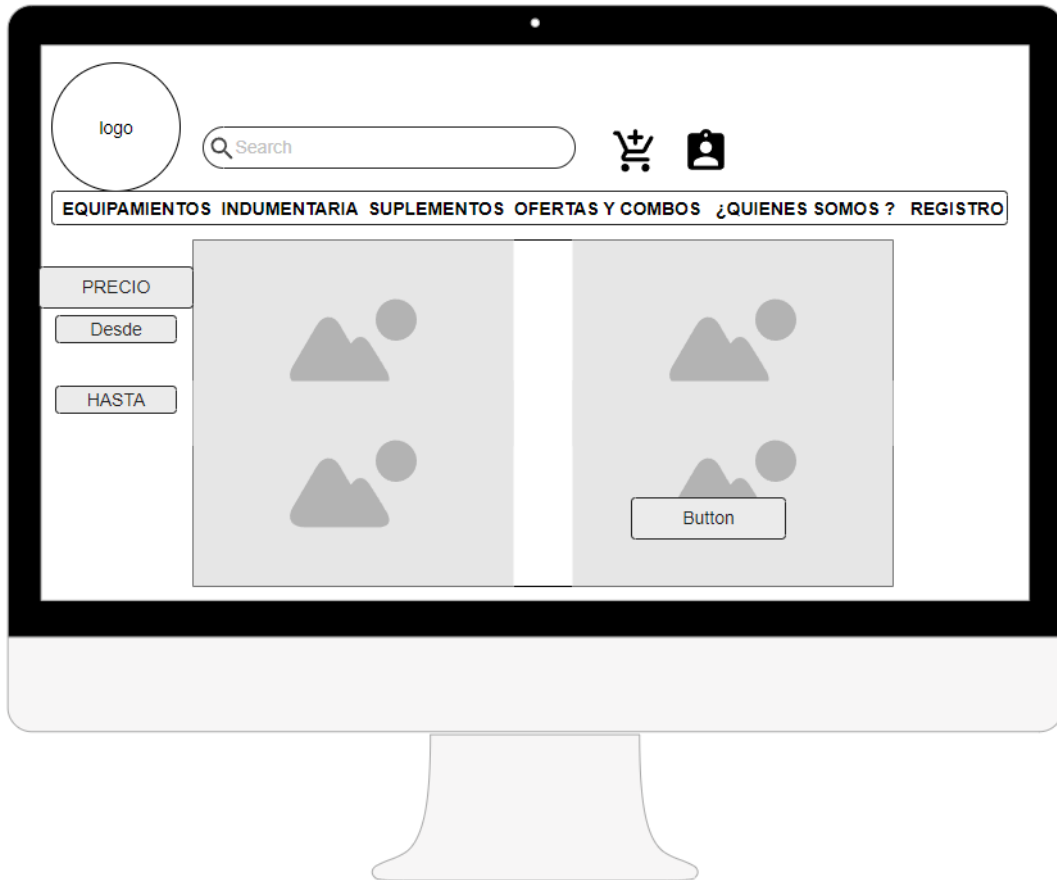 logo
Search
EQUIPAMIENTOS INDUMENTARIA SUPLEMENTOS OFERTAS Y COMBOS ¿QUIENES SOMOS ? REGISTRO
PRECIO
Desde
HASTA
Button